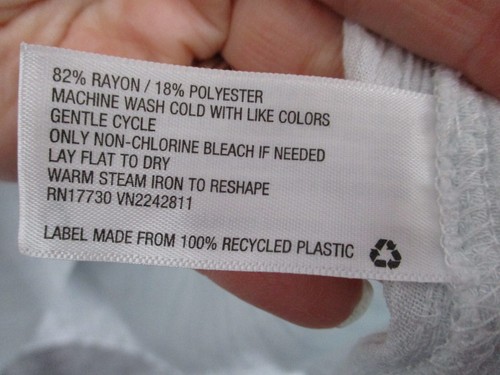 82% RAYON / 18% POLYESTER
MACHINE WASH COLD WITH LIKE COLORS
GENTLE CYCLE
ONLY NON-CHLORINE BLEACH IF NEEDED
LAY FLAT TO DRY
WARM STEAM IRON TO RESHAPE
RN17730 VN2242811
LABEL MADE FROM 100% RECYCLED PLASTIC